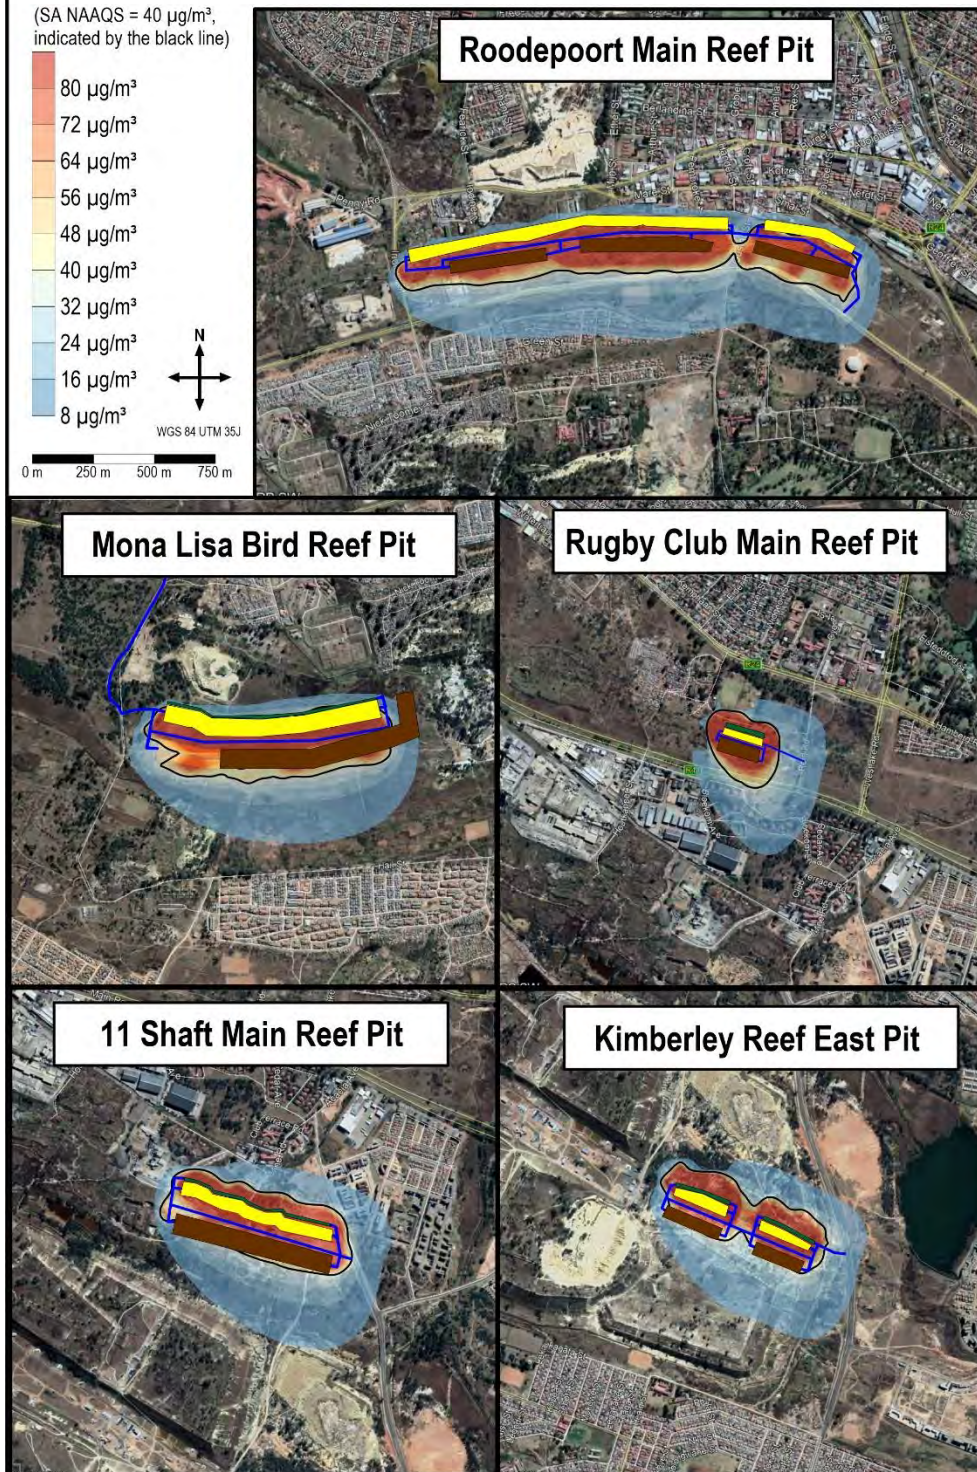 (SA NAAQS = 40 µg/m³,
indicated by the black line)
80 µg/m³
72 µg/m³
64 µg/m³
56 µg/m³
48 µg/m³
40 µg/m³
32 µg/m³
24 µg/m³
16 µg/m³
8 µg/m³
N
WGS 84 UTM 35J
0 m 250 m 500 m 750 m
Roodepoort Main Reef Pit
Penny Rd
Mona Lisa Bird Reef Pit
Rugby Club Main Reef Pit
11 Shaft Main Reef Pit
Kimberley Reef East Pit